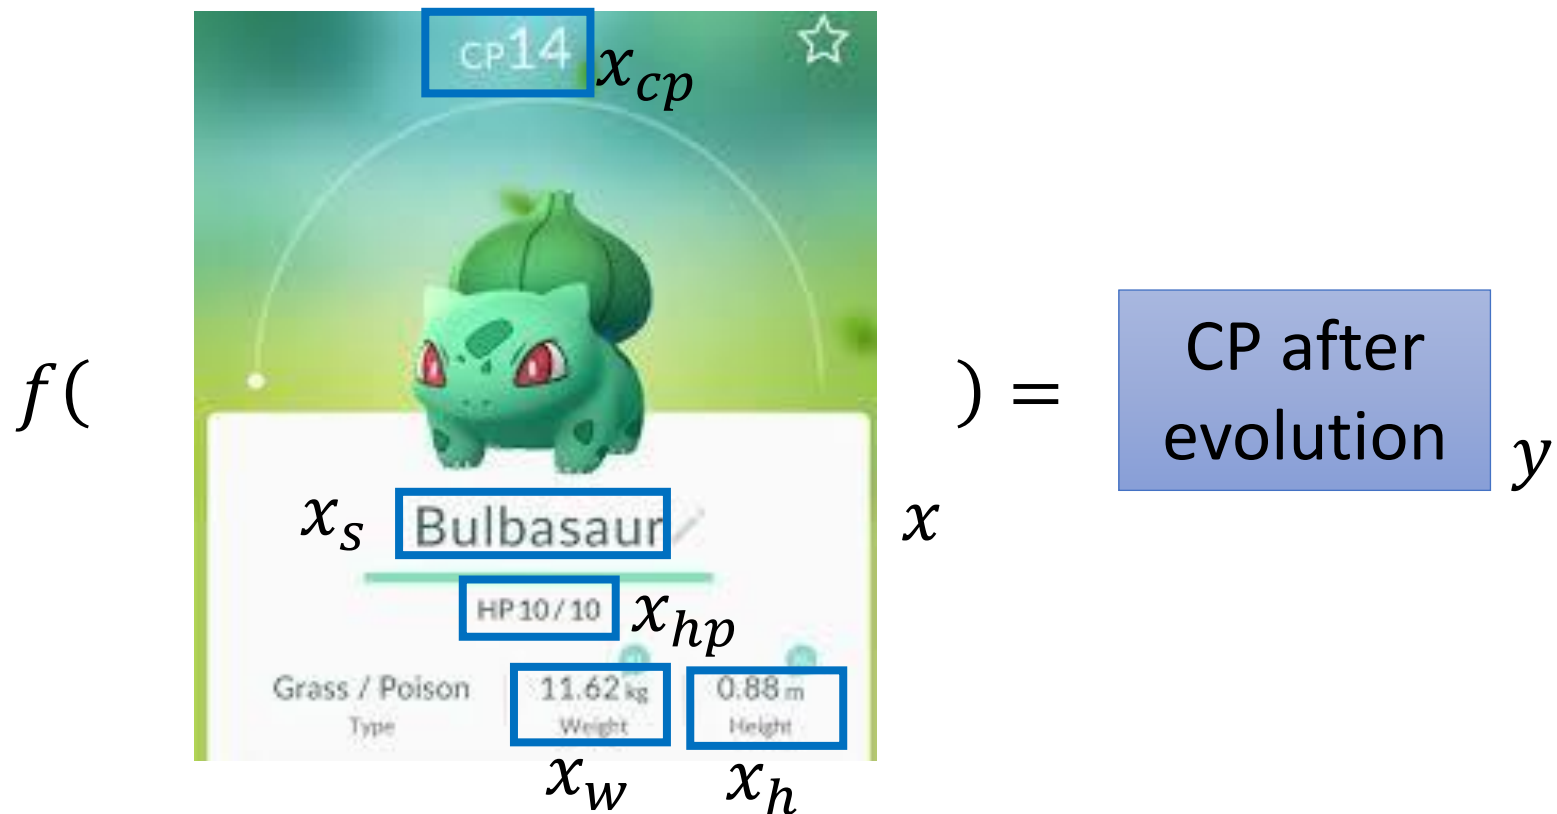 CP14
x_cp
f(
) =
CP after
evolution
y
x_s
Bulbasaur
x
HP 10 / 10
x_hp
Grass / Poison
11.62 kg
0.88 m
Type
Weight
Height
x_w
x_h